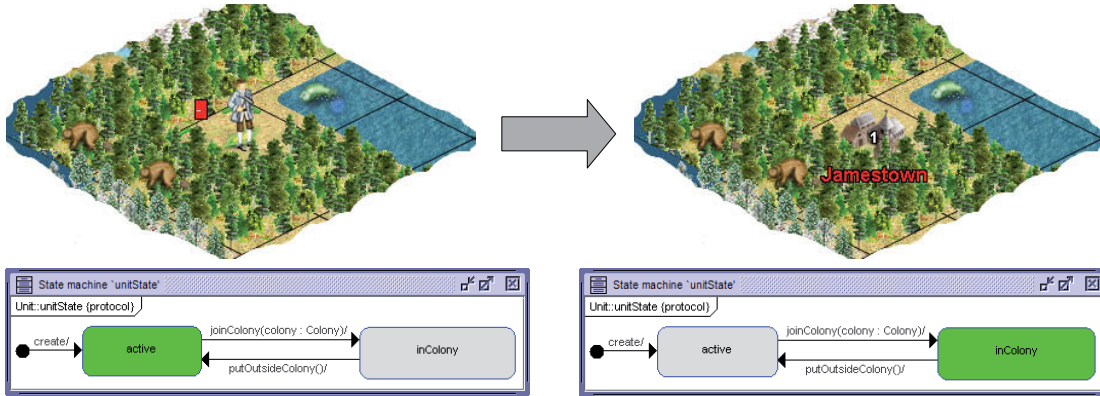 1
Jamestown
State machine `unitState'
Unit::unitState {protocol}
create/
active
joinColony(colony : Colony)/
putOutsideColony()/
inColony
State machine `unitState'
Unit::unitState {protocol}
create/
active
joinColony(colony : Colony)/
putOutsideColony()/
inColony